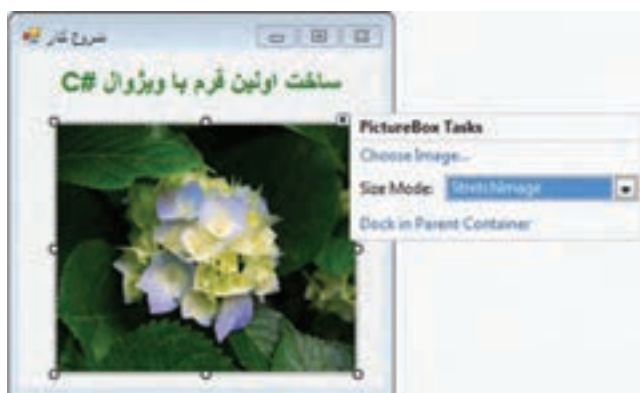 شروع کار
ساخت اولین فرم با ویژوال C#
PictureBox Tasks
Choose Image...
Size Mode: StretchImage
Dock in Parent Container